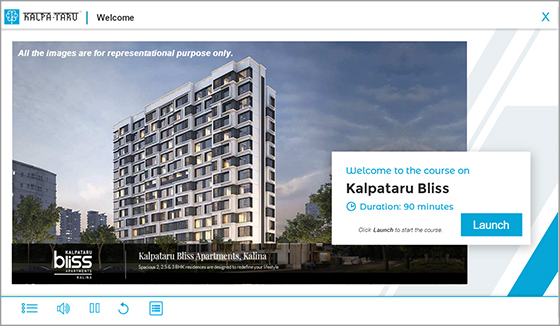 KALPA-TARU®
Welcome
X
All the images are for representational purpose only.
Welcome to the course on
Kalpataru Bliss
Duration: 90 minutes
Click Launch to start the course.
Launch
KALPATARU
bliss
APARTMENTS
KALINA
Kalpataru Bliss Apartments, Kalina
Spacious 2, 2.5 & 3 BHK residences are designed to redefine your lifestyle